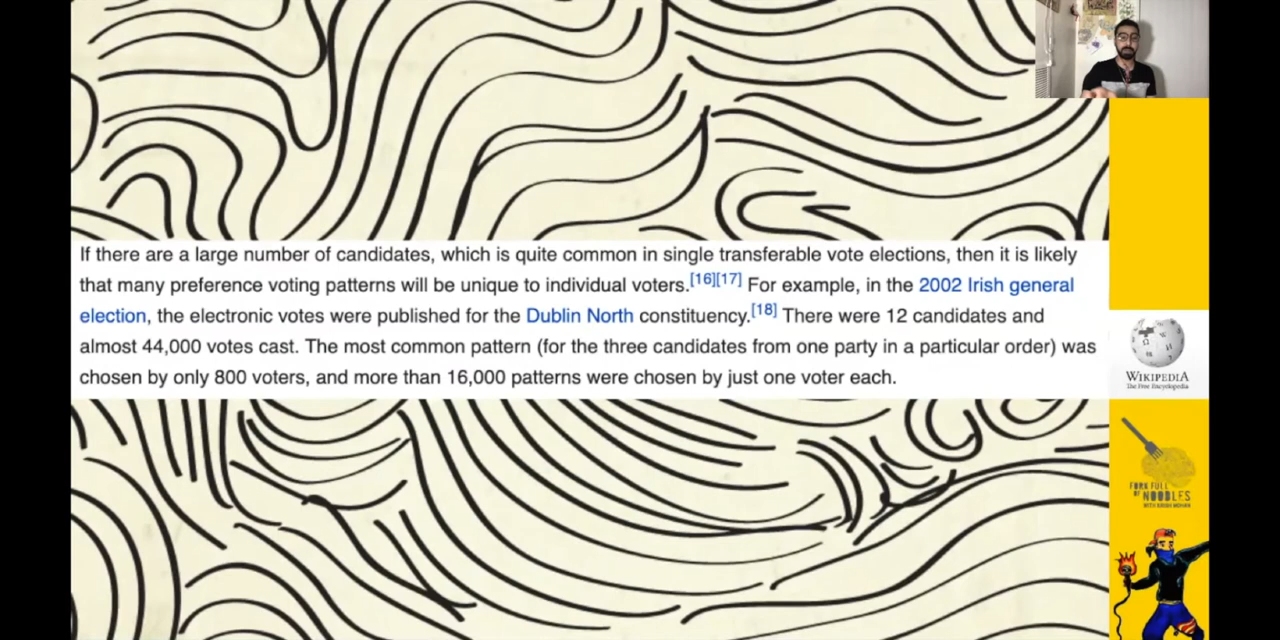 If there are a large number of candidates, which is quite common in single transferable vote elections, then it is likely
that many preference voting patterns will be unique to individual voters.[16][17] For example, in the 2002 Irish general
election, the electronic votes were published for the Dublin North constituency.[18] There were 12 candidates and
almost 44,000 votes cast. The most common pattern (for the three candidates from one party in a particular order) was
chosen by only 800 voters, and more than 16,000 patterns were chosen by just one voter each.
WIKIPEDIA
The Free Encyclopedia
FORK FULL
OF NOODLES